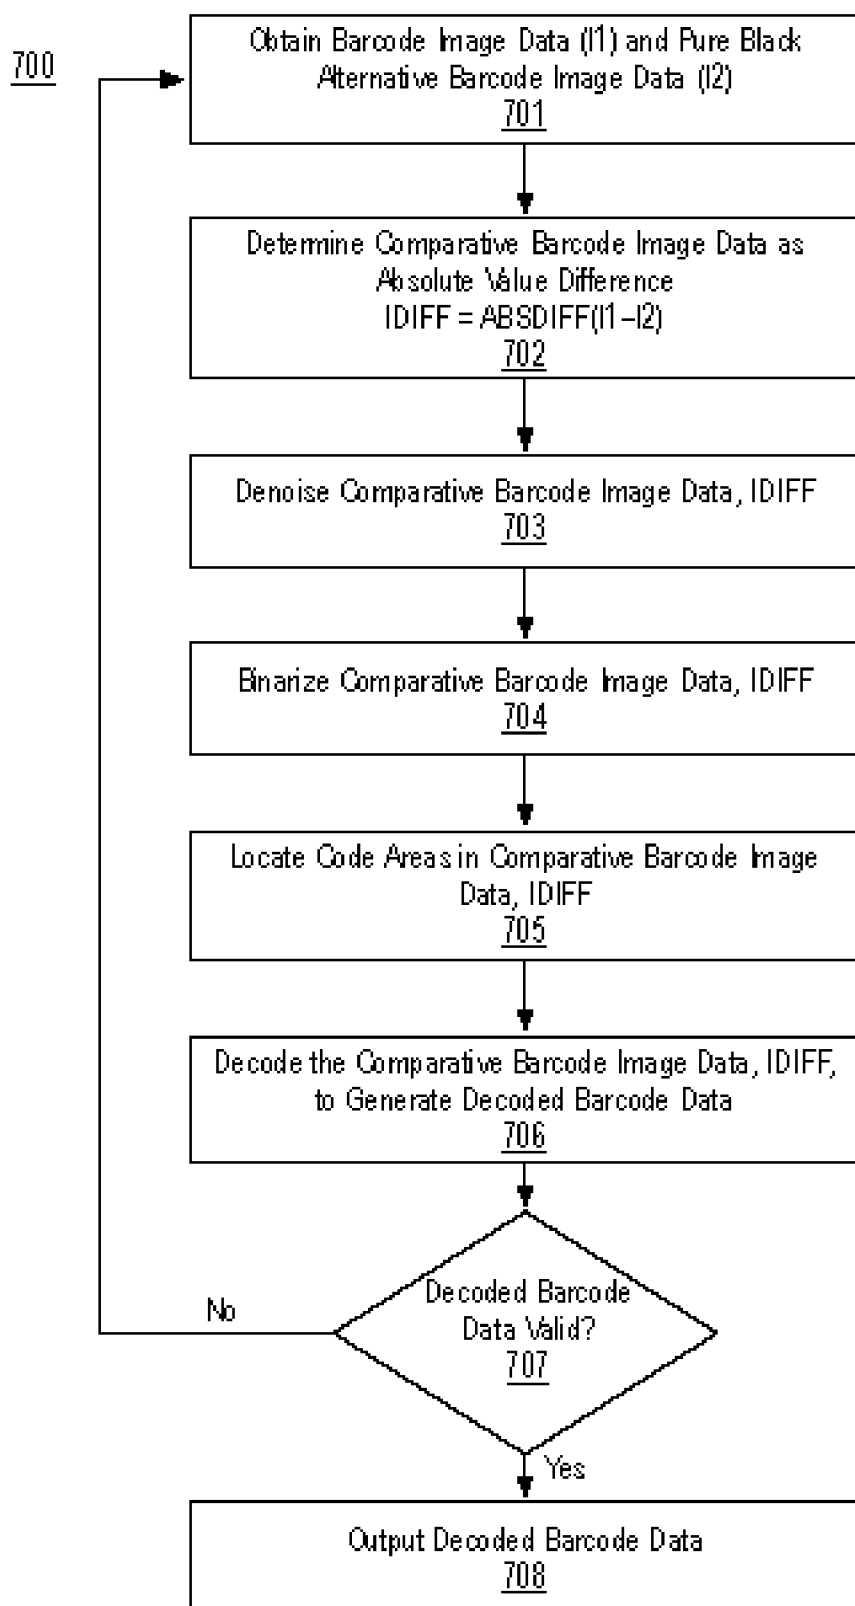 700
Obtain Barcode Image Data (I1) and Pure Black
Alternative Barcode Image Data (I2)
701
Determine Comparative Barcode Image Data as
Absolute Value Difference
IDIFF = ABSDIFF(I1–I2)
702
Denoise Comparative Barcode Image Data, IDIFF
703
Binarize Comparative Barcode Image Data, IDIFF
704
Locate Code Areas in Comparative Barcode Image
Data, IDIFF
705
Decode the Comparative Barcode Image Data, IDIFF,
to Generate Decoded Barcode Data
706
Decoded Barcode
Data Valid?
707
No
Yes
Output Decoded Barcode Data
708